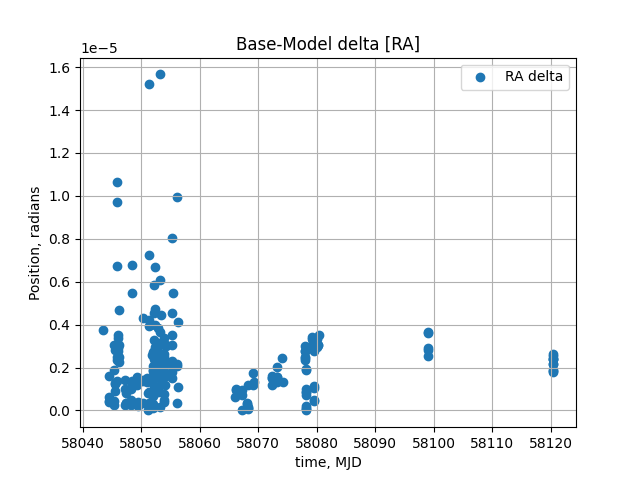 Base-Model delta [RA]
1e−5
RA delta
1.6
1.4
1.2
1.0
0.8
0.6
0.4
0.2
0.0
Position, radians
58040 58050 58060 58070 58080 58090 58100 58110 58120
time, MJD